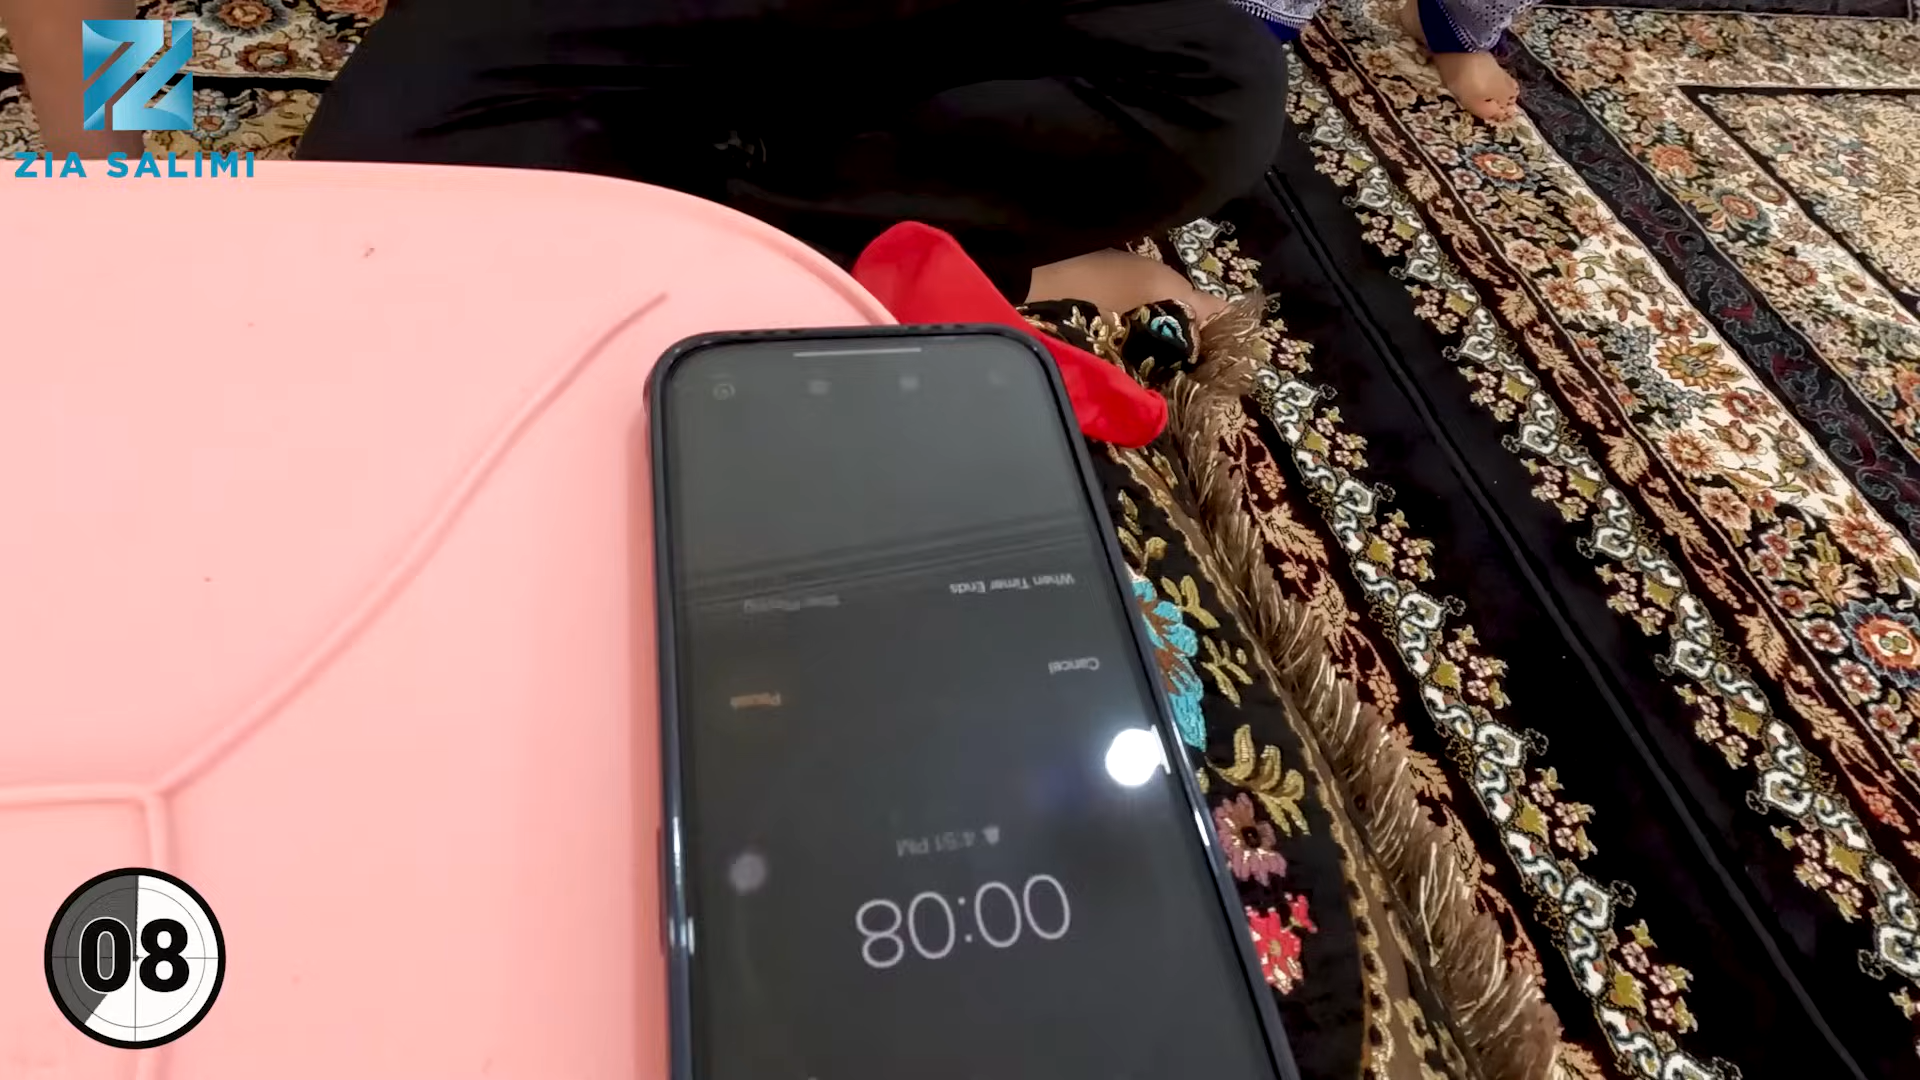 ZIA SALIMI
When Timer Ends
Cancel
Pause
4:51 PM
00:08
08